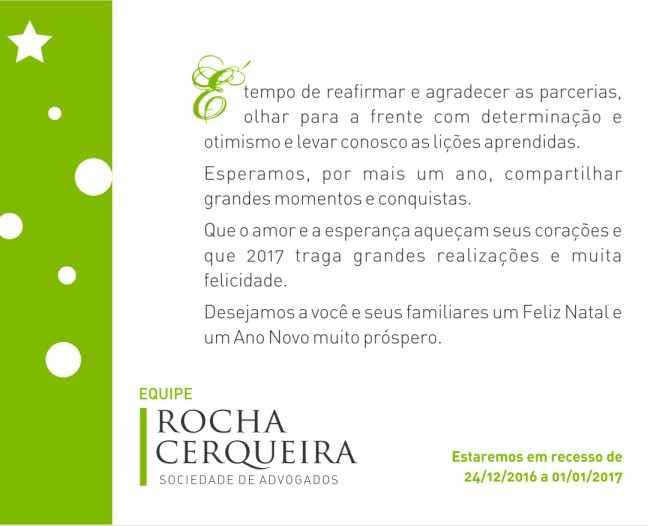 É tempo de reafirmar e agradecer as parcerias,
olhar para a frente com determinação e
otimismo e levar conosco as lições aprendidas.
Esperamos, por mais um ano, compartilhar
grandes momentos e conquistas.
Que o amor e a esperança aqueçam seus corações e
que 2017 traga grandes realizações e muita
felicidade.
Desejamos a você e seus familiares um Feliz Natal e
um Ano Novo muito próspero.
EQUIPE
ROCHA
CERQUEIRA
SOCIEDADE DE ADVOGADOS
Estaremos em recesso de
24/12/2016 a 01/01/2017